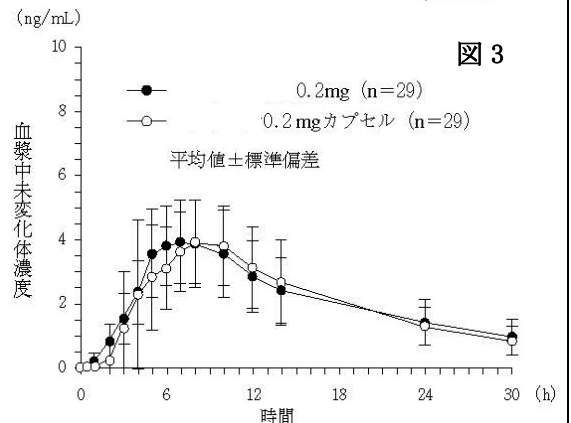 (ng/mL)
10
図3
0.2mg (n=29)
8
0.2mgカプセル (n=29)
平均値±標準偏差
6
血漿中未変化体濃度
4
2
0
0 6 12 18 24 30 (h)
時間